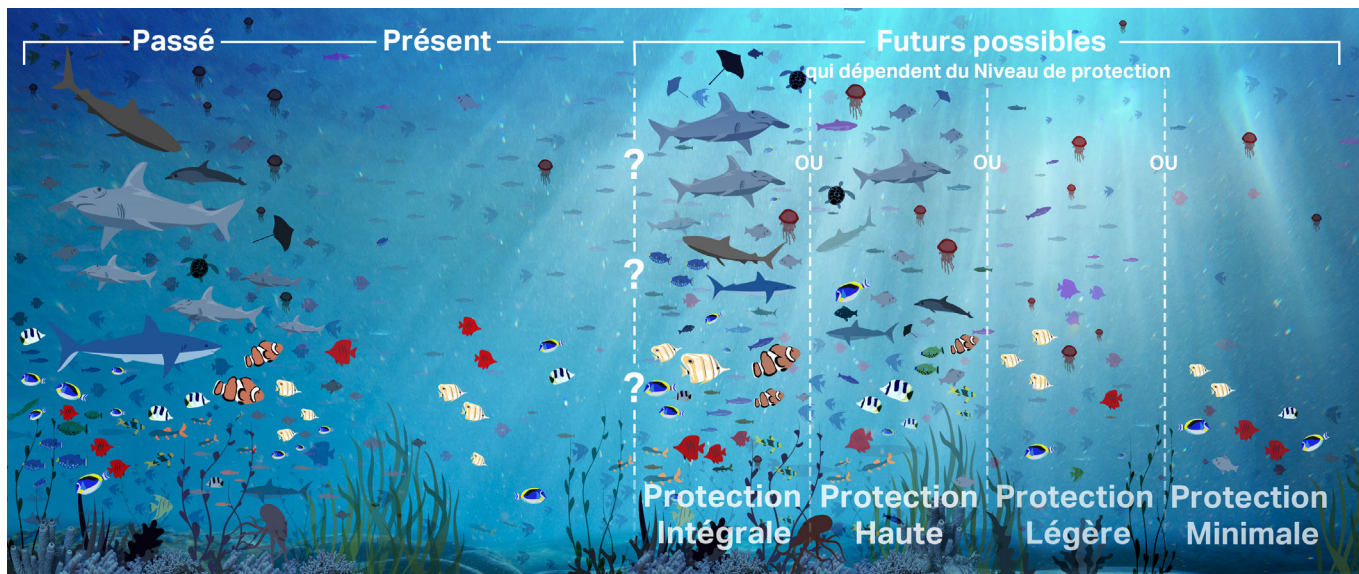 Passé
Présent
Futurs possibles
qui dépendent du Niveau de protection
?
OU
OU
OU
?
?
Protection
Intégrale
Protection
Haute
Protection
Légère
Protection
Minimale